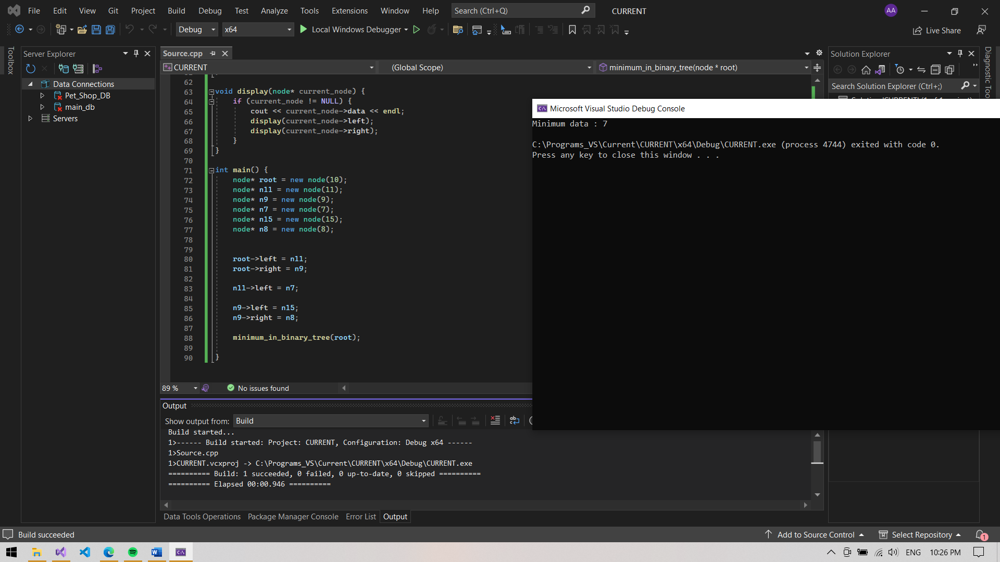 File Edit View Git Project Build Debug Test Analyze Tools Extensions Window Help Search (Ctrl+Q) CURRENT AA
Debug x64 Local Windows Debugger Live Share
Toolbox
Server Explorer
Data Connections
Pet_Shop_DB
main_db
Servers
Source.cpp
CURRENT (Global Scope) minimum_in_binary_tree(node * root)
62
63 void display(node* current_node) {
64 if (current_node != NULL) {
65 cout << current_node->data << endl;
66 display(current_node->left);
67 display(current_node->right);
68 }
69 }
70
71 int main() {
72 node* root = new node(10);
73 node* n11 = new node(11);
74 node* n9 = new node(9);
75 node* n7 = new node(7);
76 node* n15 = new node(15);
77 node* n8 = new node(8);
78
79
80 root->left = n11;
81 root->right = n9;
82
83 n11->left = n7;
84
85 n9->left = n15;
86 n9->right = n8;
87
88 minimum_in_binary_tree(root);
89
90 }
89 % No issues found
Output
Show output from: Build
Build started...
1>------ Build started: Project: CURRENT, Configuration: Debug x64 ------
1>Source.cpp
1>CURRENT.vcxproj -> C:\Programs_VS\Current\CURRENT\x64\Debug\CURRENT.exe
========== Build: 1 succeeded, 0 failed, 0 up-to-date, 0 skipped ==========
========== Elapsed 00:00.946 ==========
Data Tools Operations Package Manager Console Error List Output
Microsoft Visual Studio Debug Console
Minimum data : 7
C:\Programs_VS\Current\CURRENT\x64\Debug\CURRENT.exe (process 4744) exited with code 0.
Press any key to close this window . . .
Solution Explorer
Search Solution Explorer (Ctrl+;)
Diagnostic Too
Build succeeded Add to Source Control Select Repository 1
ENG 10:26 PM